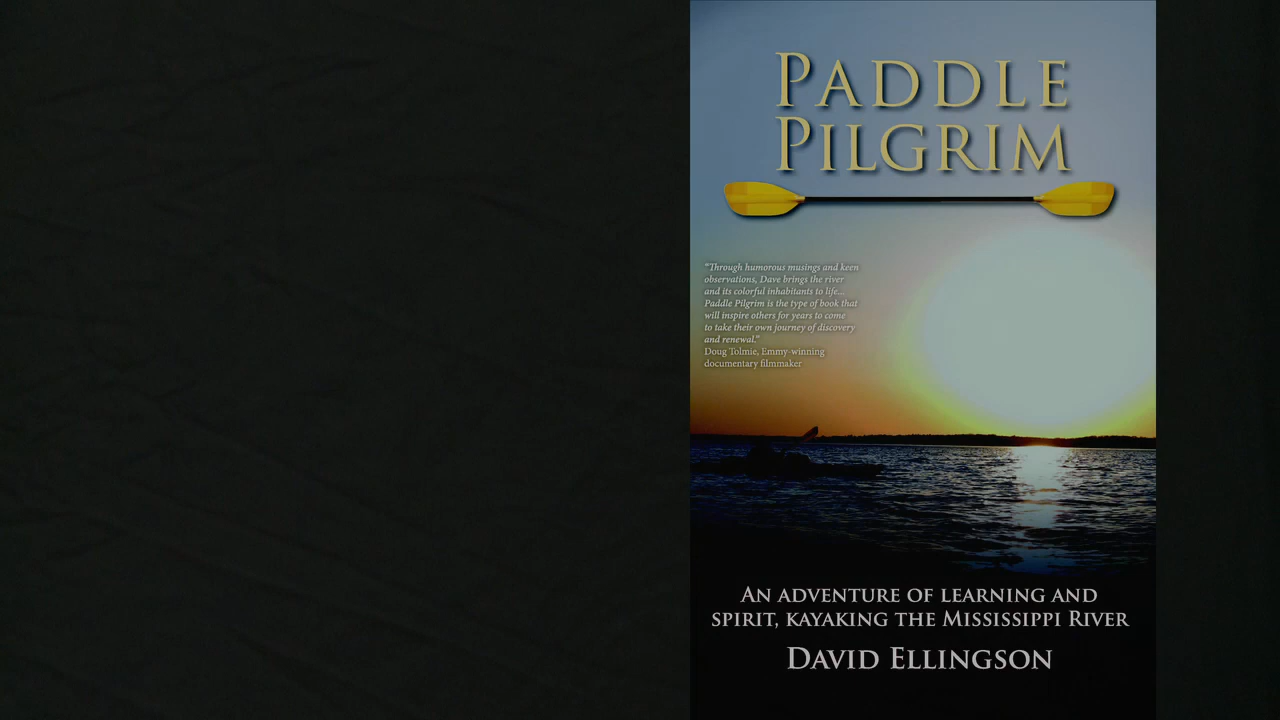 PADDLE
PILGRIM
"Through humorous musings and keen
observations, Dave brings the river
and its colorful inhabitants to life...
Paddle Pilgrim is the type of book that
will inspire others for years to come
to take their own journey of discovery
and renewal."
Doug Tolmie, Emmy-winning
documentary filmmaker
AN ADVENTURE OF LEARNING AND
SPIRIT, KAYAKING THE MISSISSIPPI RIVER
DAVID ELLINGSON